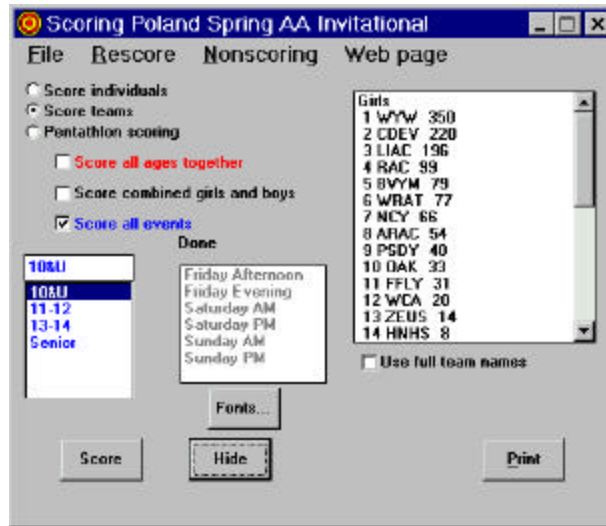 Scoring Poland Spring AA Invitational
File Rescore Nonscoring Web page
Score individuals
Score teams
Pentathlon scoring
Score all ages together
Score combined girls and boys
Score all events
Done
10&U
10&U
11-12
13-14
Senior
Friday Afternoon
Friday Evening
Saturday AM
Saturday PM
Sunday AM
Sunday PM
Fonts...
Girls
1 WYW 350
2 CDEV 220
3 LIAC 196
4 RAC 99
5 BVYM 79
6 WRAT 77
7 NCY 66
8 ARAC 54
9 PSDY 40
10 OAK 33
11 FFLY 31
12 WCA 20
13 ZEUS 14
14 HNHS 8
Use full team names
Score
Hide
Print